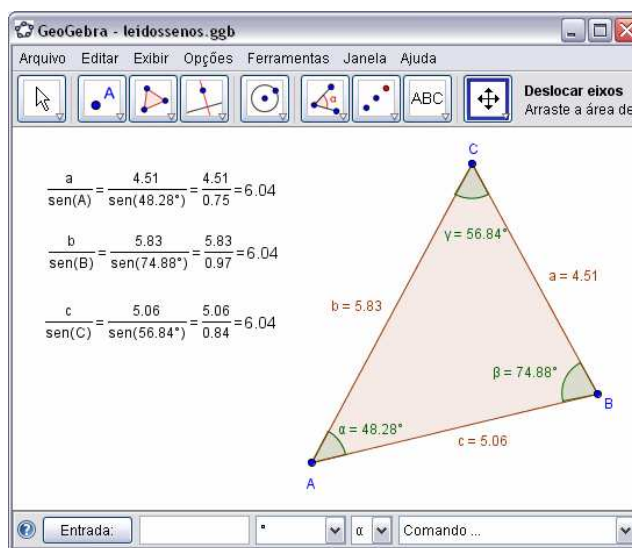 GeoGebra - leidossenos.ggb
Arquivo Editar Exibir Opções Ferramentas Janela Ajuda
A
α
ABC
Deslocar eixos
Arraste a área de
a/sen(A) = 4.51/sen(48.28°) = 4.51/0.75 = 6.04
b/sen(B) = 5.83/sen(74.88°) = 5.83/0.97 = 6.04
c/sen(C) = 5.06/sen(56.84°) = 5.06/0.84 = 6.04
C
γ = 56.84°
a = 4.51
b = 5.83
β = 74.88°
B
α = 48.28°
c = 5.06
A
Entrada:
°
α
Comando ...